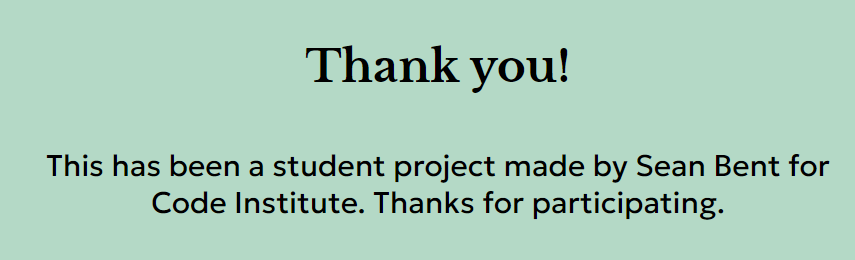 Thank you!
This has been a student project made by Sean Bent for
Code Institute. Thanks for participating.